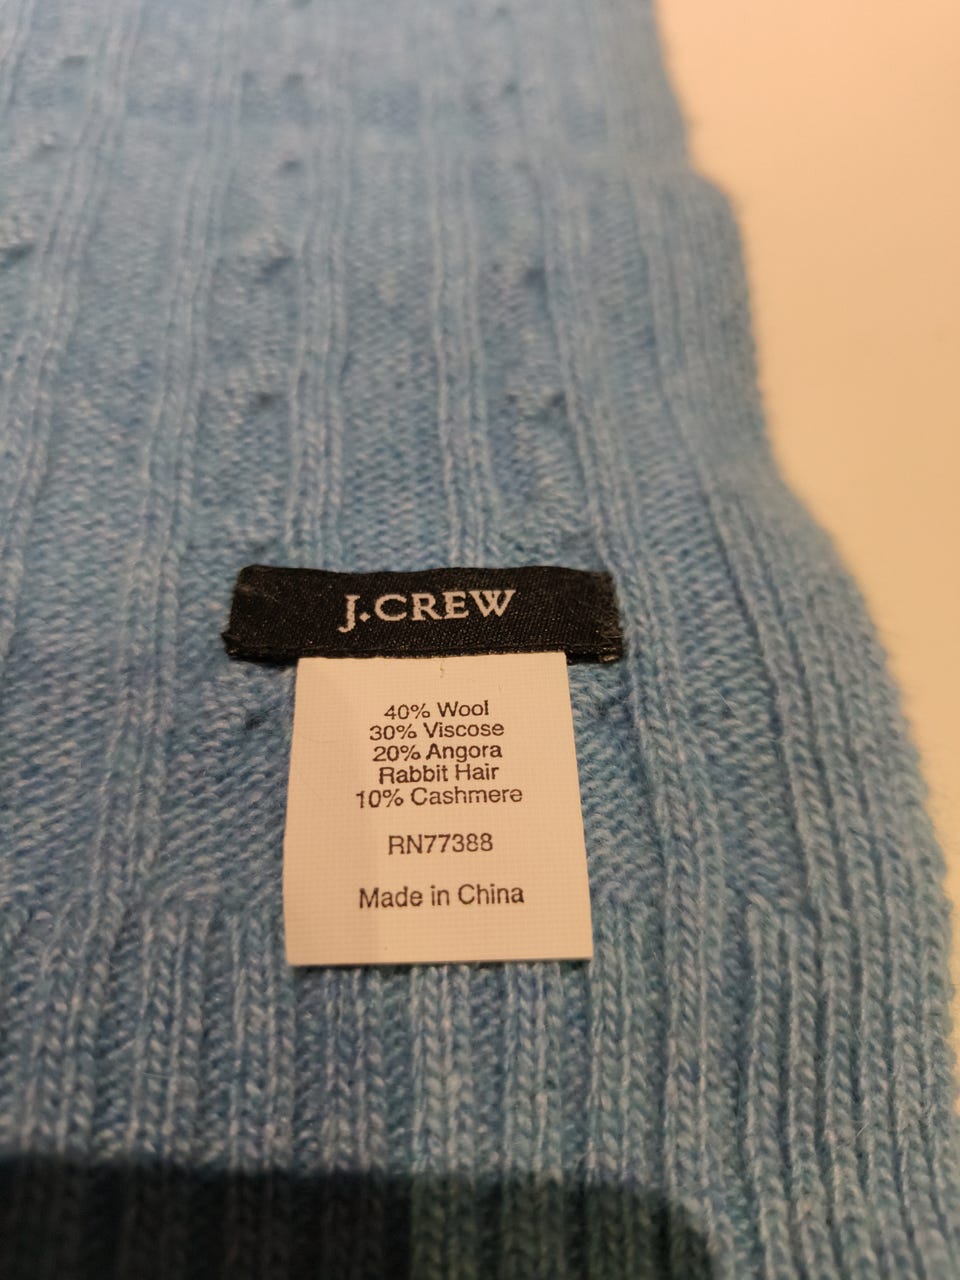 J.CREW
40% Wool
30% Viscose
20% Angora
Rabbit Hair
10% Cashmere
RN77388
Made in China